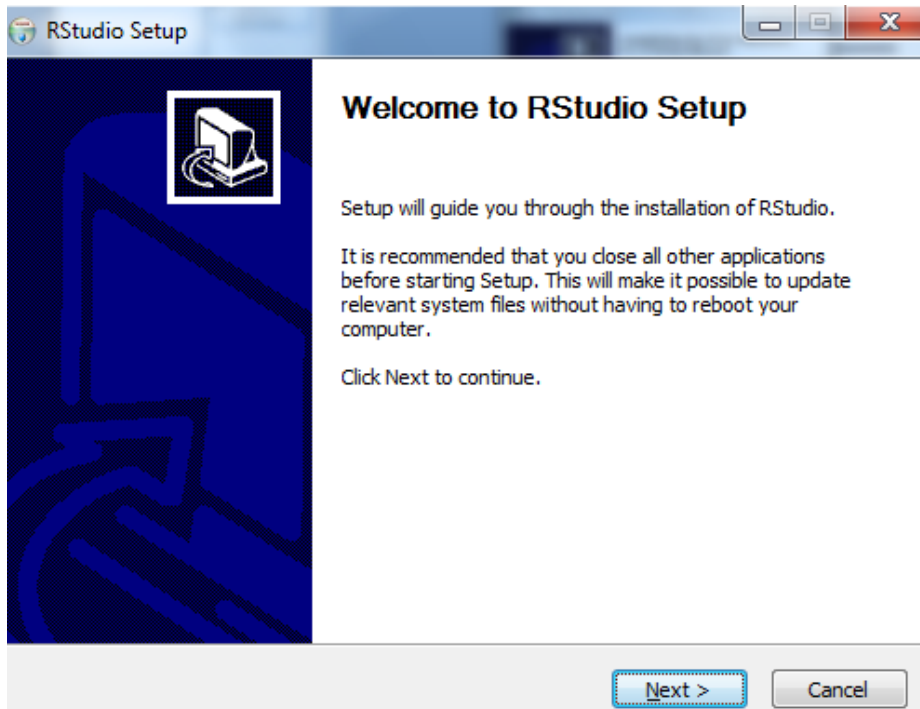 RStudio Setup
Welcome to RStudio Setup
Setup will guide you through the installation of RStudio.
It is recommended that you close all other applications
before starting Setup. This will make it possible to update
relevant system files without having to reboot your
computer.
Click Next to continue.
Next >
Cancel